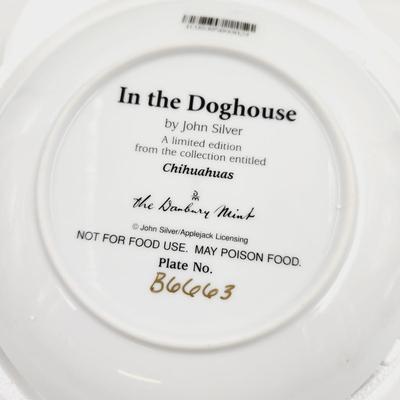 In the Doghouse
by John Silver
A limited edition
from the collection entitled
Chihuahuas
the Danbury Mint
© John Silver/Applejack Licensing
NOT FOR FOOD USE. MAY POISON FOOD.
Plate No.
B6663